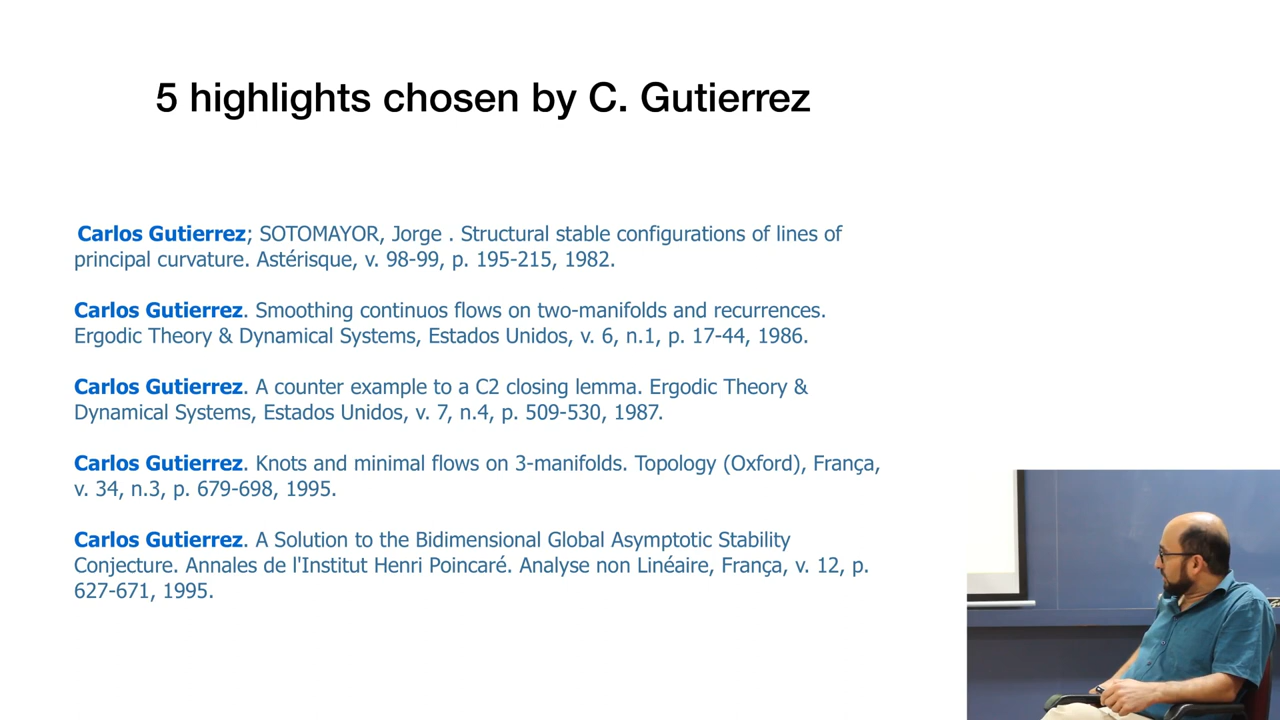 5 highlights chosen by C. Gutierrez
Carlos Gutierrez; SOTOMAYOR, Jorge . Structural stable configurations of lines of
principal curvature. Astérisque, v. 98-99, p. 195-215, 1982.
Carlos Gutierrez. Smoothing continuos flows on two-manifolds and recurrences.
Ergodic Theory & Dynamical Systems, Estados Unidos, v. 6, n.1, p. 17-44, 1986.
Carlos Gutierrez. A counter example to a C2 closing lemma. Ergodic Theory &
Dynamical Systems, Estados Unidos, v. 7, n.4, p. 509-530, 1987.
Carlos Gutierrez. Knots and minimal flows on 3-manifolds. Topology (Oxford), França,
v. 34, n.3, p. 679-698, 1995.
Carlos Gutierrez. A Solution to the Bidimensional Global Asymptotic Stability
Conjecture. Annales de l'Institut Henri Poincaré. Analyse non Linéaire, França, v. 12, p.
627-671, 1995.